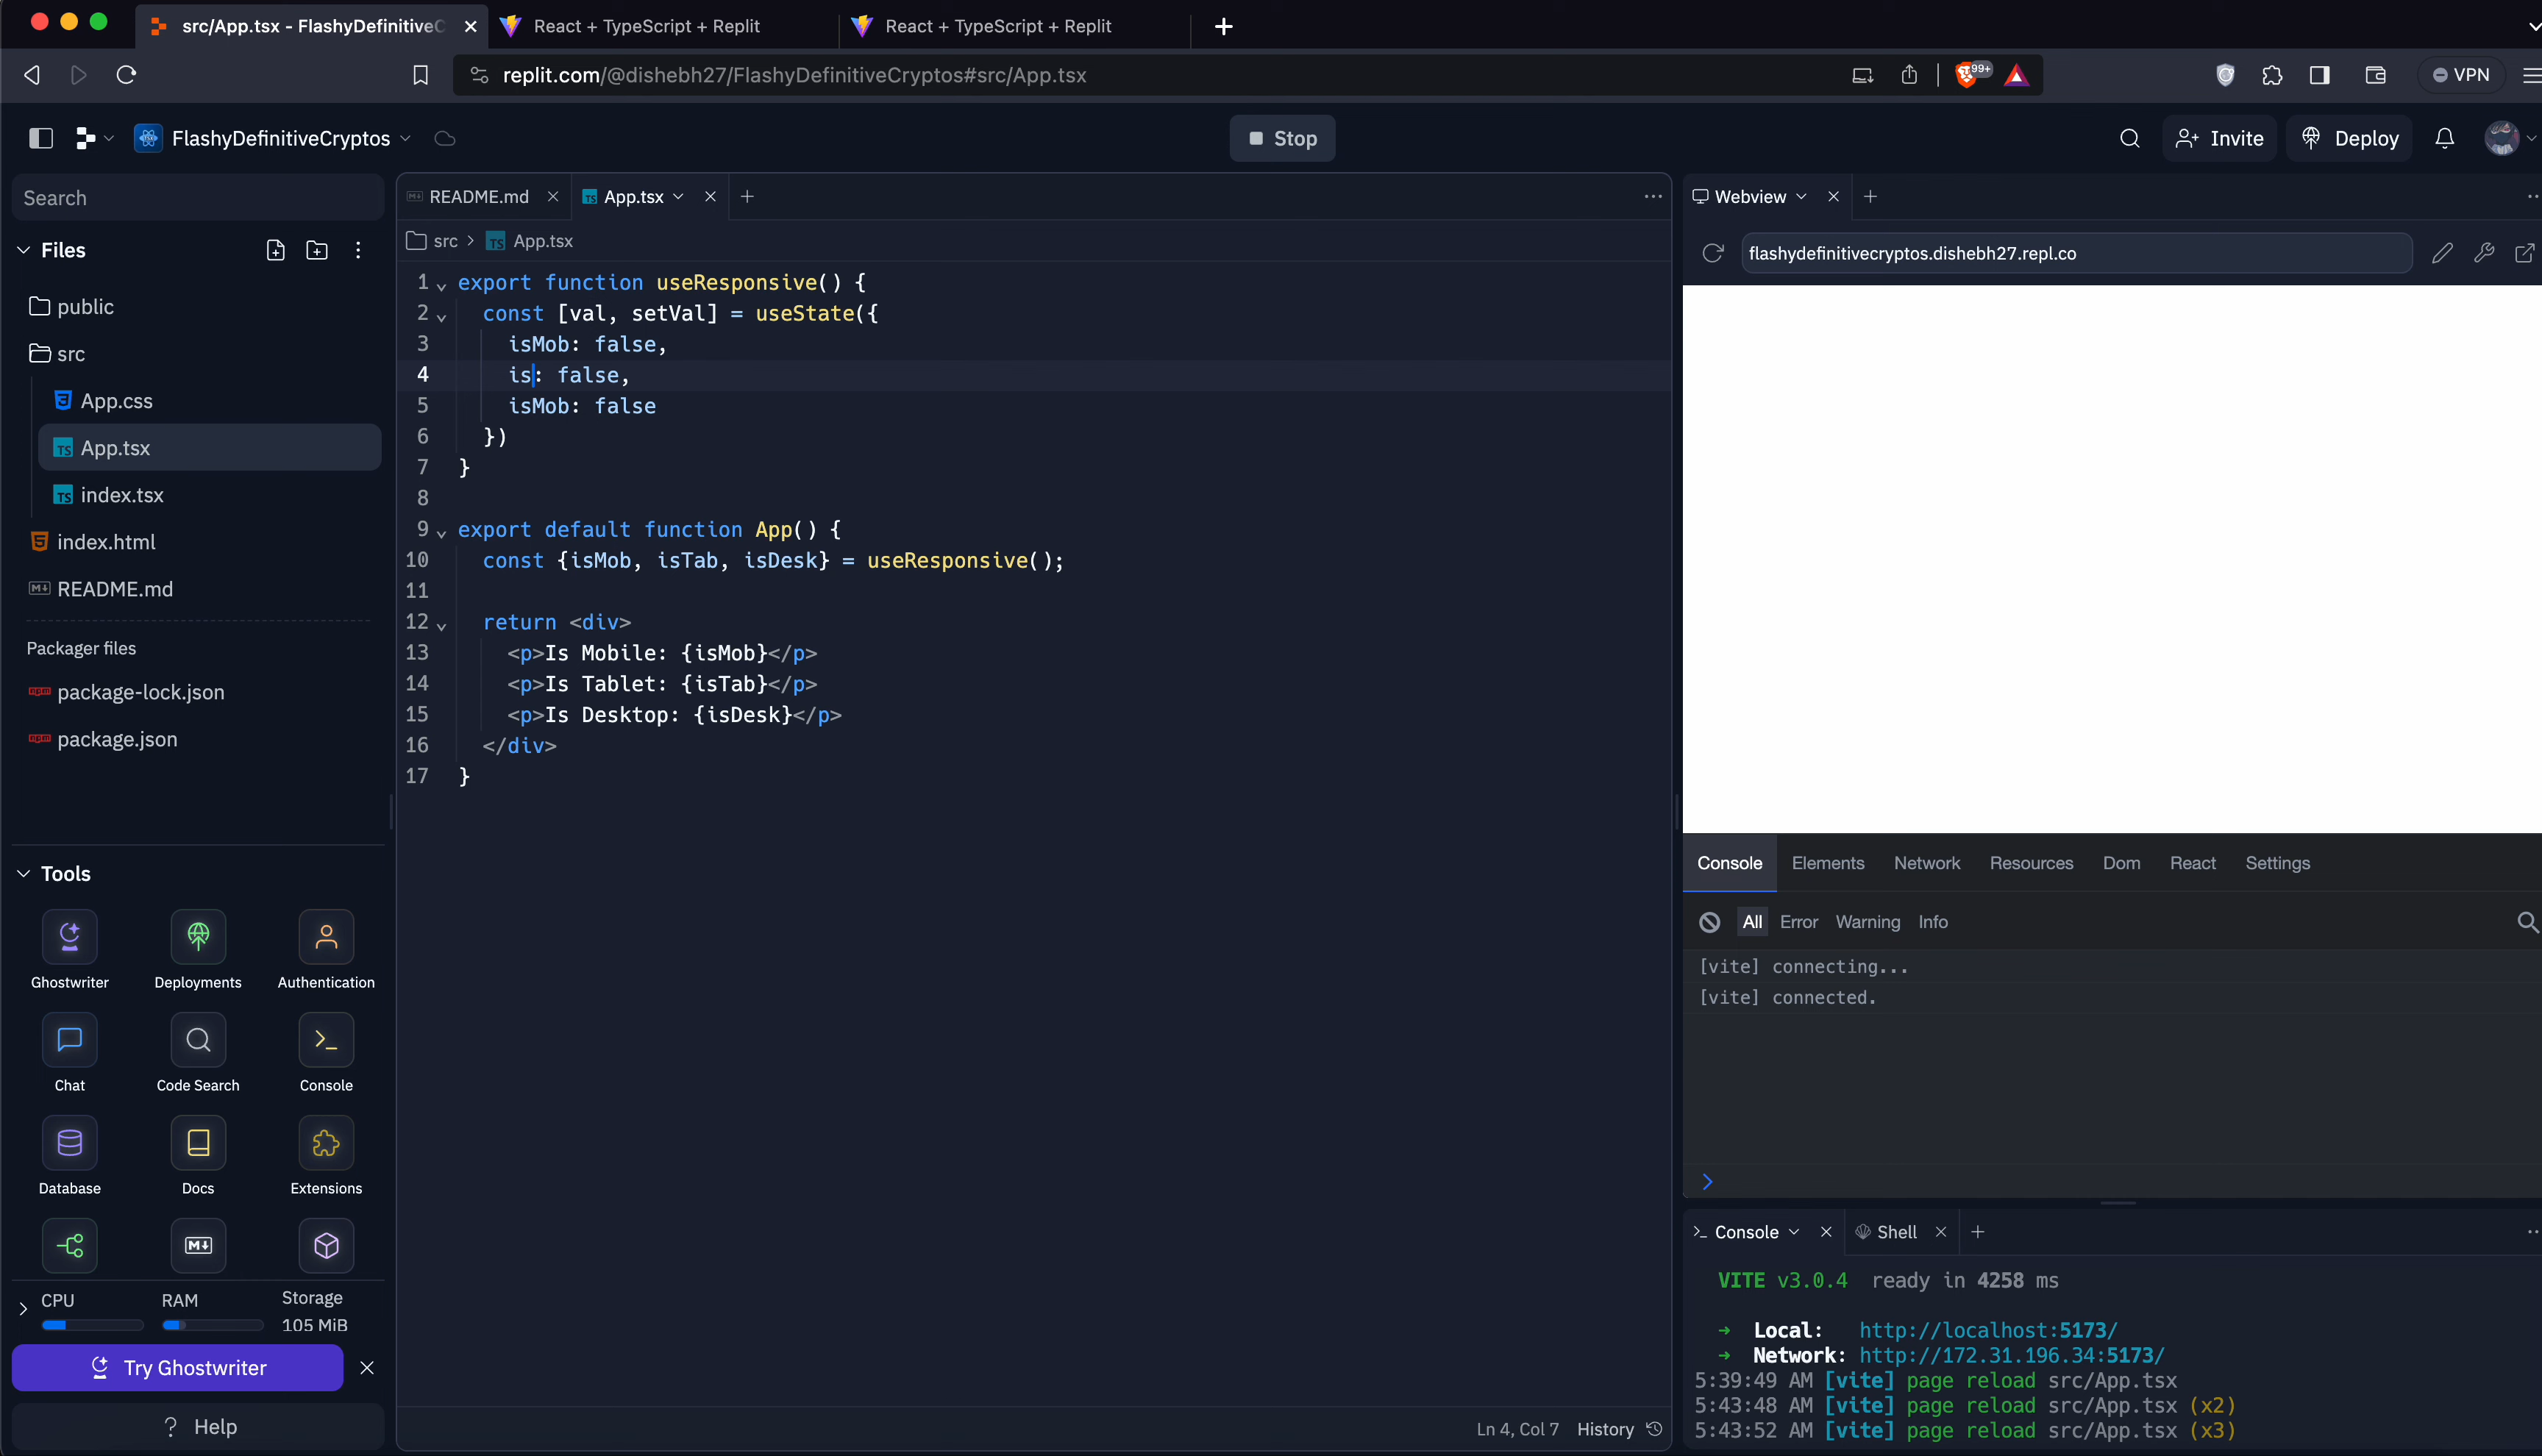 src/App.tsx - FlashyDefinitiveC
React + TypeScript + Replit
React + TypeScript + Replit
replit.com/@dishebh27/FlashyDefinitiveCryptos#src/App.tsx
99+
VPN
FlashyDefinitiveCryptos
Stop
Invite
Deploy
Search
Files
public
src
App.css
App.tsx
index.tsx
index.html
README.md
Packager files
package-lock.json
package.json
Tools
Ghostwriter
Deployments
Authentication
Chat
Code Search
Console
Database
Docs
Extensions
CPU
RAM
Storage
105 MiB
Try Ghostwriter
Help
README.md
App.tsx
src > App.tsx
1 export function useResponsive() {
2 const [val, setVal] = useState({
3 isMob: false,
4 is: false,
5 isMob: false
6 })
7 }
8
9 export default function App() {
10 const {isMob, isTab, isDesk} = useResponsive();
11
12 return <div>
13 <p>Is Mobile: {isMob}</p>
14 <p>Is Tablet: {isTab}</p>
15 <p>Is Desktop: {isDesk}</p>
16 </div>
17 }
Ln 4, Col 7 History
Webview
flashydefinitivecryptos.dishebh27.repl.co
Console Elements Network Resources Dom React Settings
All Error Warning Info
[vite] connecting...
[vite] connected.
Console
Shell
VITE v3.0.4 ready in 4258 ms
➜ Local: http://localhost:5173/
➜ Network: http://172.31.196.34:5173/
5:39:49 AM [vite] page reload src/App.tsx
5:43:48 AM [vite] page reload src/App.tsx (x2)
5:43:52 AM [vite] page reload src/App.tsx (x3)